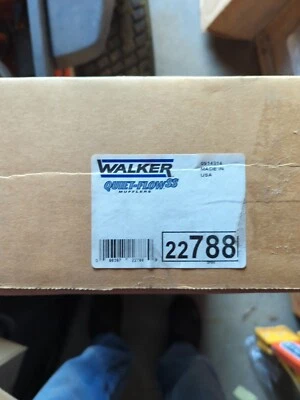 WALKER
QUIET-FLOW SS
MUFFLERS
MADE IN
USA
22788